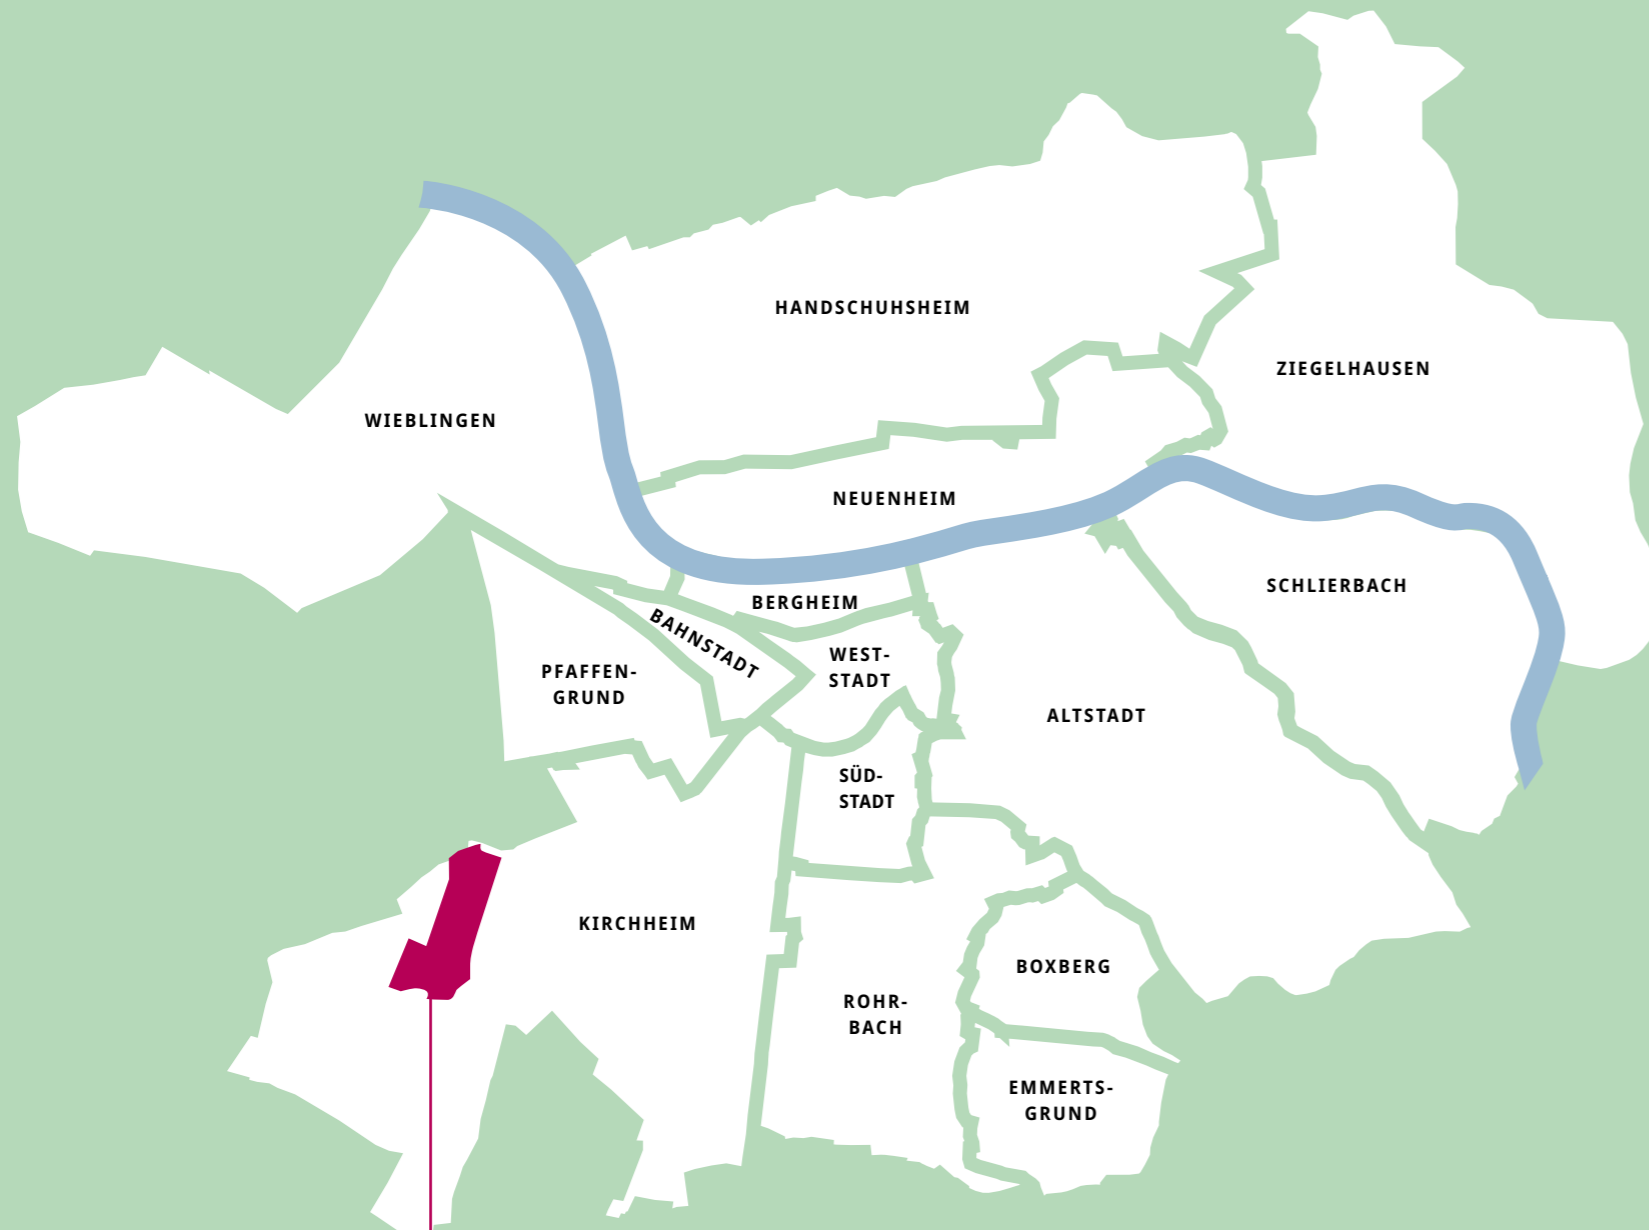 HANDSCHUHSHEIM
ZIEGELHAUSEN
WIEBLINGEN
NEUENHEIM
SCHLIERBACH
BERGHEIM
BAHNSTADT
WEST-
STADT
PFAFFEN-
GRUND
ALTSTADT
SÜD-
STADT
KIRCHHEIM
BOXBERG
ROHR-
BACH
EMMERTS-
GRUND